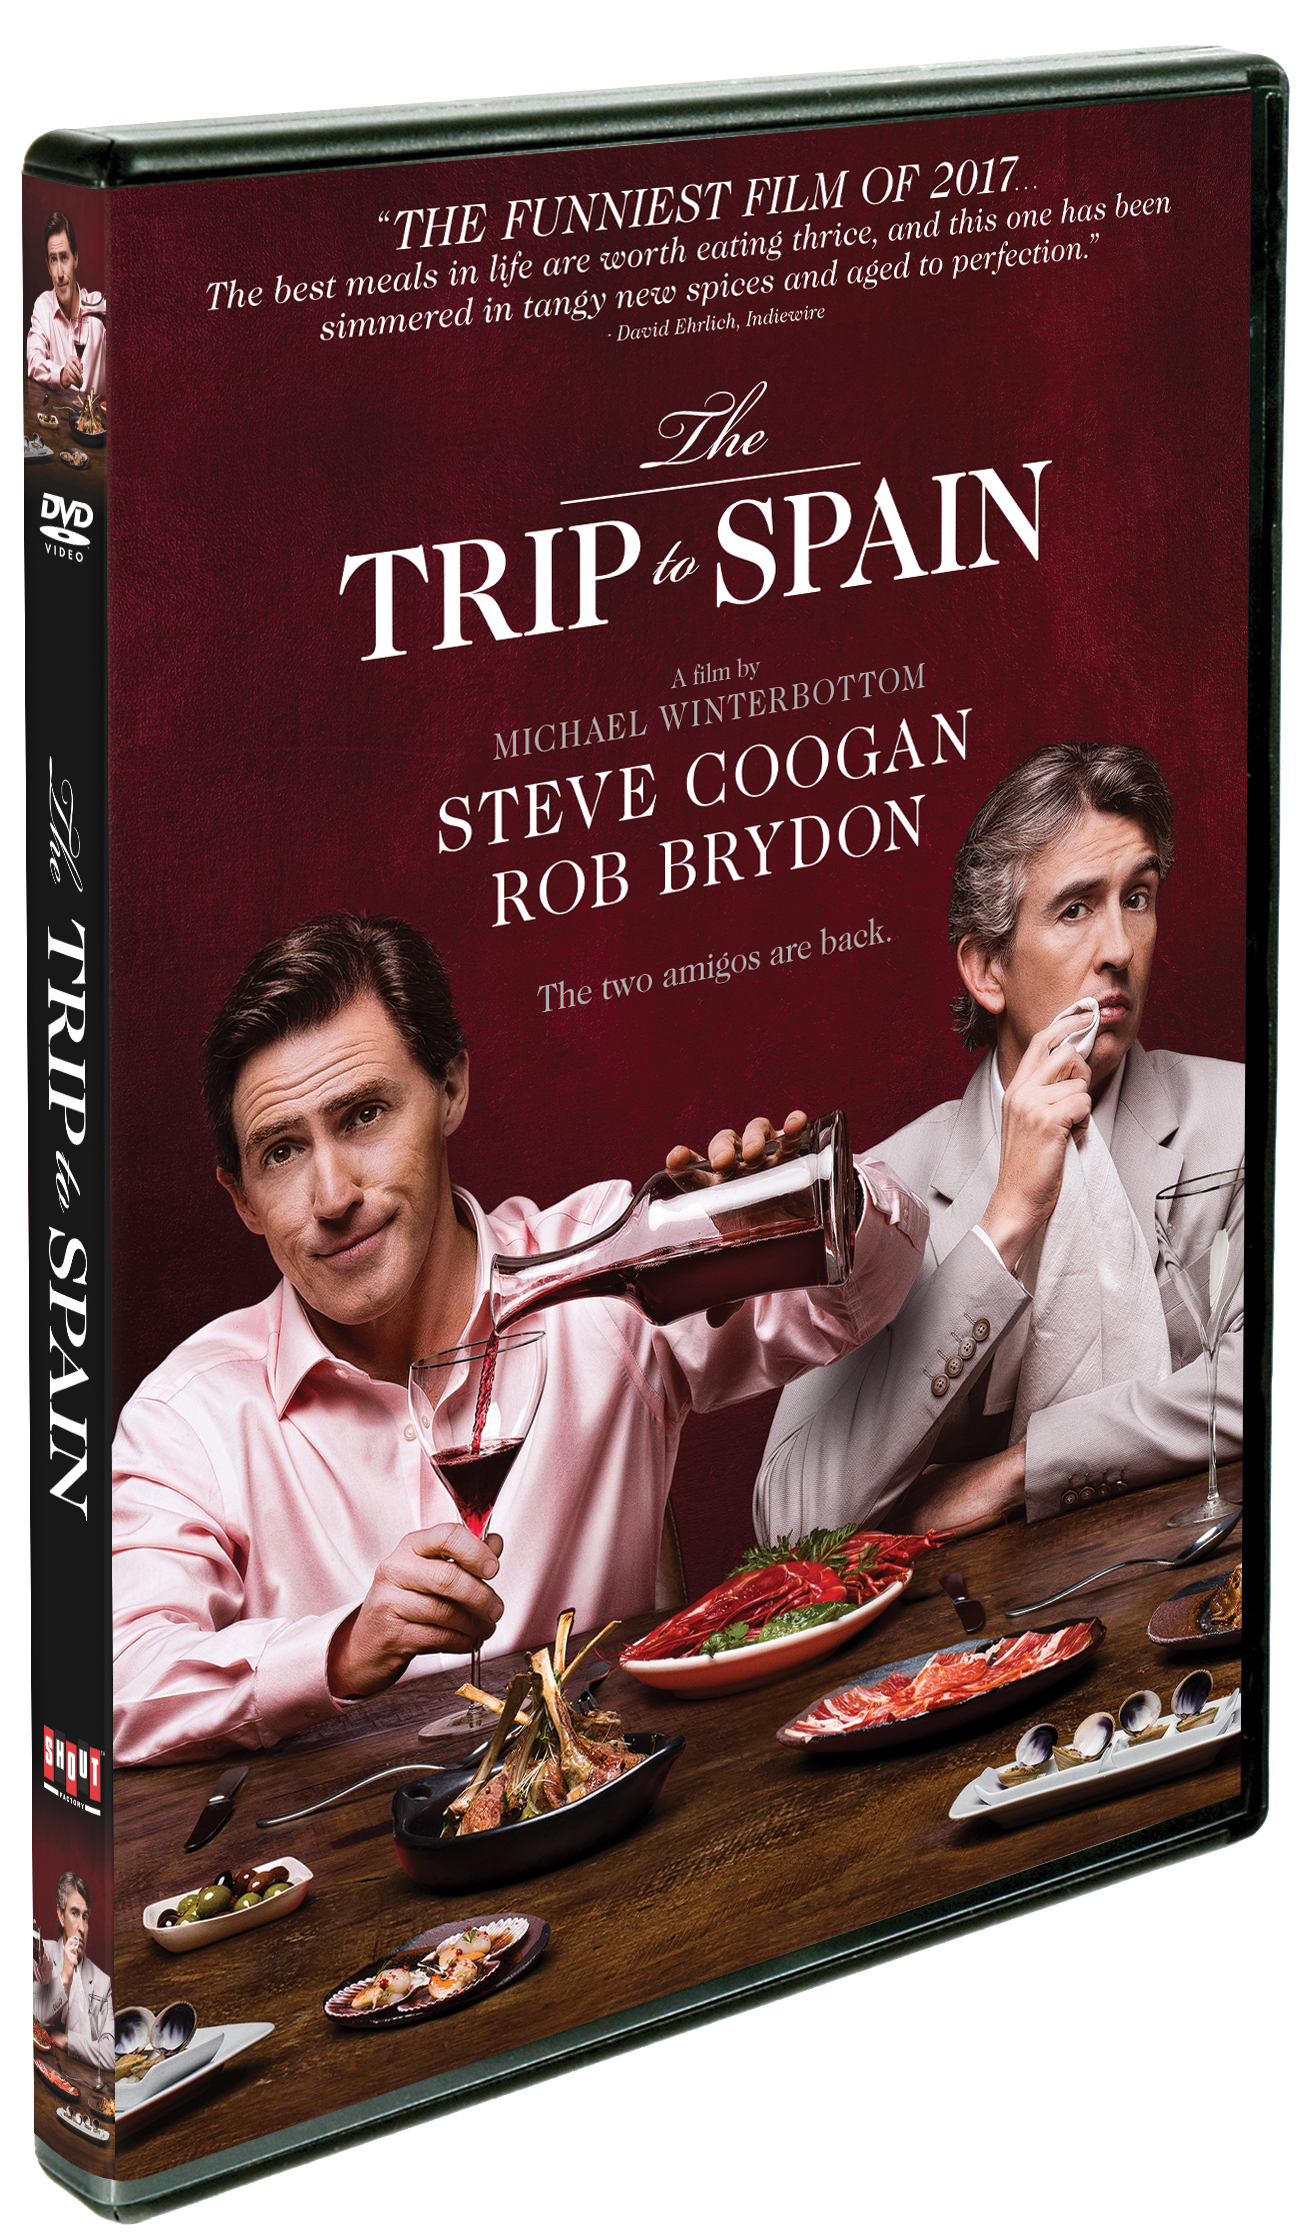 “THE FUNNIEST FILM OF 2017...
The best meals in life are worth eating thrice, and this one has been
simmered in tangy new spices and aged to perfection.”
- David Ehrlich, Indiewire
The
TRIP to SPAIN
A film by
MICHAEL WINTERBOTTOM
STEVE COOGAN
ROB BRYDON
The two amigos are back.
DVD
VIDEO
The TRIP to SPAIN
SHOUT
FACTORY